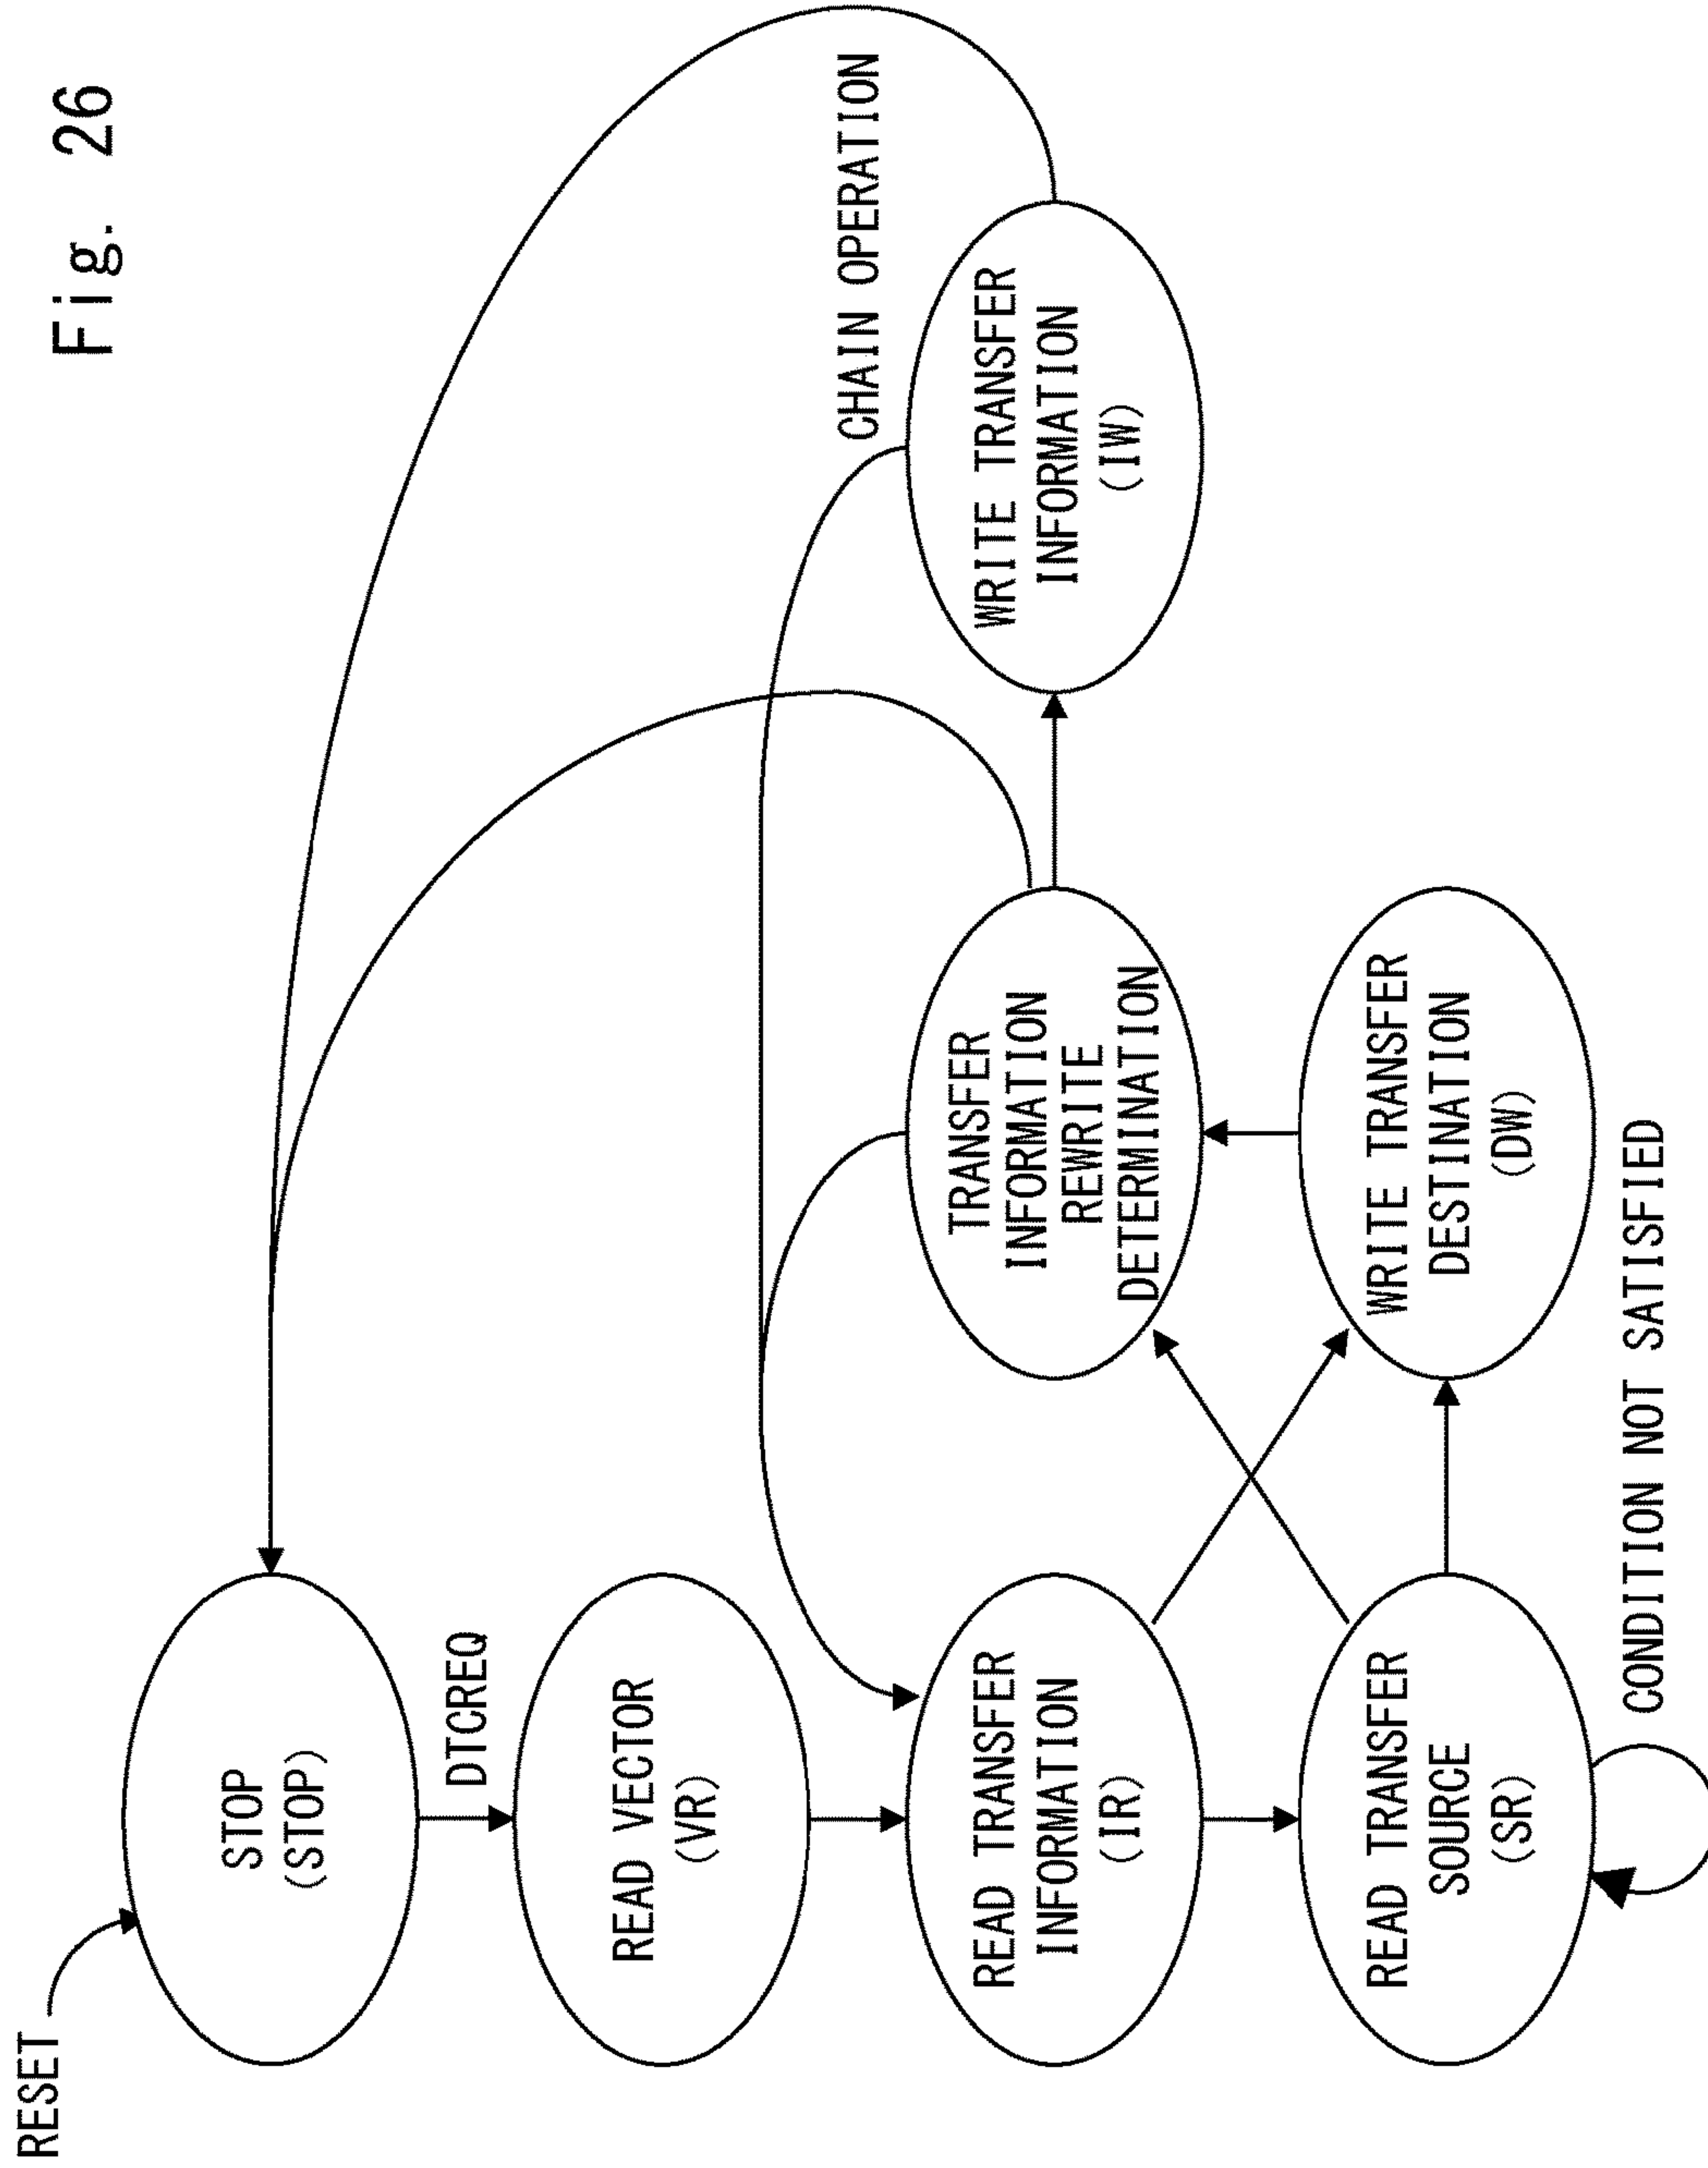 Fig. 26
RESET
STOP
(STOP)
DTCREQ
READ VECTOR
(VR)
CHAIN OPERATION
READ TRANSFER
INFORMATION
(IR)
TRANSFER
INFORMATION
REWRITE
DETERMINATION
WRITE TRANSFER
INFORMATION
(IW)
READ TRANSFER
SOURCE
(SR)
WRITE TRANSFER
DESTINATION
(DW)
CONDITION NOT SATISFIED